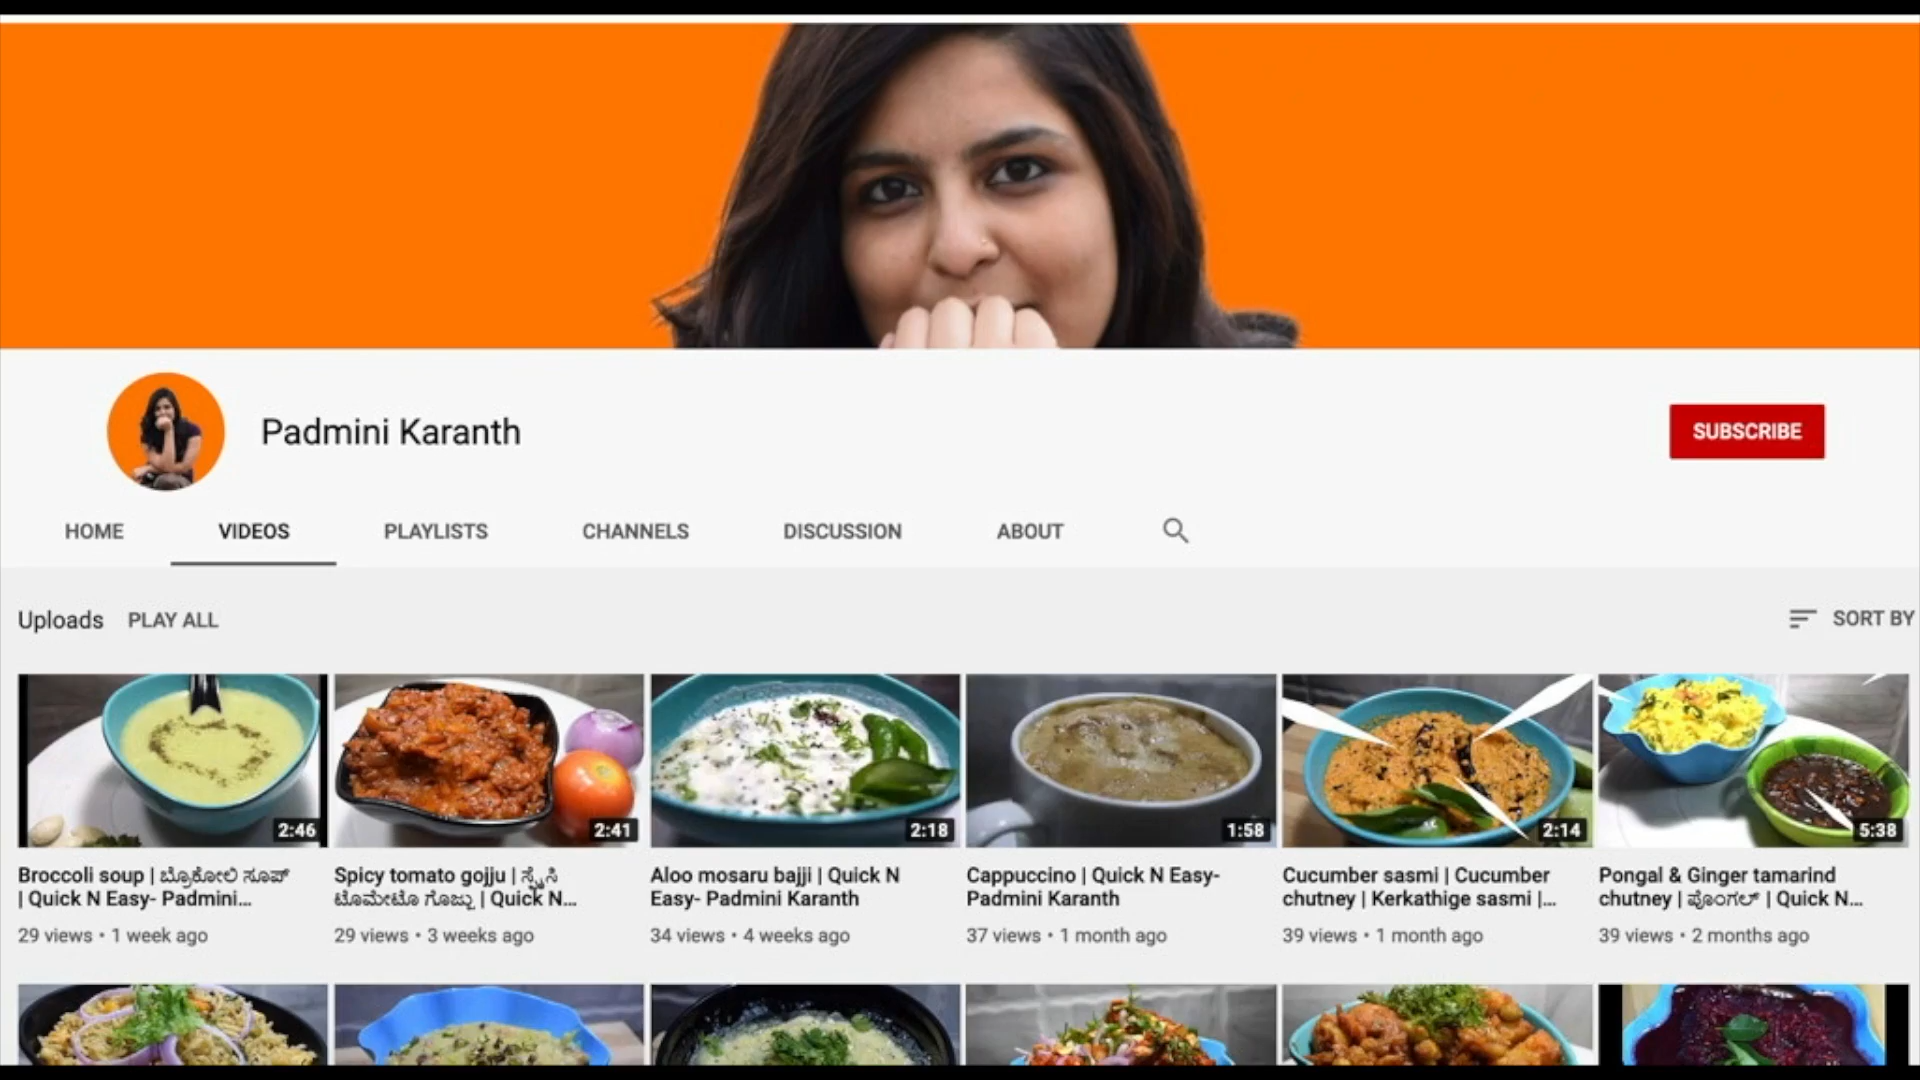 Padmini Karanth
SUBSCRIBE
HOME VIDEOS PLAYLISTS CHANNELS DISCUSSION ABOUT
Uploads PLAY ALL
SORT BY
2:46
2:41
2:18
1:58
2:14
5:38
Broccoli soup | ಬ್ರೊಕೋಲಿ ಸೂಪ್
| Quick N Easy- Padmini...
29 views • 1 week ago
Spicy tomato gojju | ಸ್ಪೈಸಿ
ಟೊಮೇಟೊ ಗೊಜ್ಜು | Quick N...
29 views • 3 weeks ago
Aloo mosaru bajji | Quick N
Easy- Padmini Karanth
34 views • 4 weeks ago
Cappuccino | Quick N Easy-
Padmini Karanth
37 views • 1 month ago
Cucumber sasmi | Cucumber
chutney | Kerkathige sasmi |...
39 views • 1 month ago
Pongal & Ginger tamarind
chutney | ಪೊಂಗಲ್ | Quick N...
39 views • 2 months ago